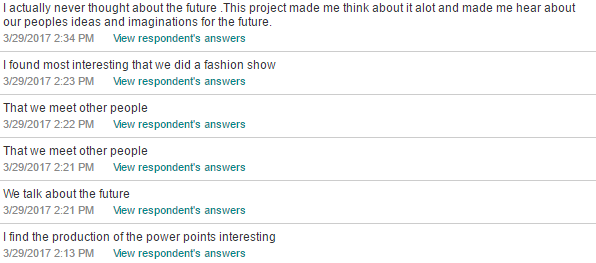 I actually never thought about the future .This project made me think about it alot and made me hear about
our peoples ideas and imaginations for the future.
3/29/2017 2:34 PM View respondent's answers
I found most interesting that we did a fashion show
3/29/2017 2:23 PM View respondent's answers
That we meet other people
3/29/2017 2:22 PM View respondent's answers
That we meet other people
3/29/2017 2:21 PM View respondent's answers
We talk about the future
3/29/2017 2:21 PM View respondent's answers
I find the production of the power points interesting
3/29/2017 2:13 PM View respondent's answers